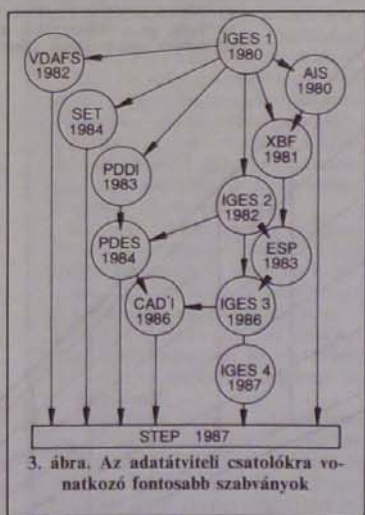 IGES 1
1980
VDAFS
1982
AIS
1980
SET
1984
XBF
1981
PDDI
1983
IGES 2
1982
PDES
1984
ESP
1983
CAD*I
1986
IGES 3
1986
IGES 4
1987
STEP 1987
3. ábra. Az adatátviteli csatolókra vo-
natkozó fontosabb szabványok